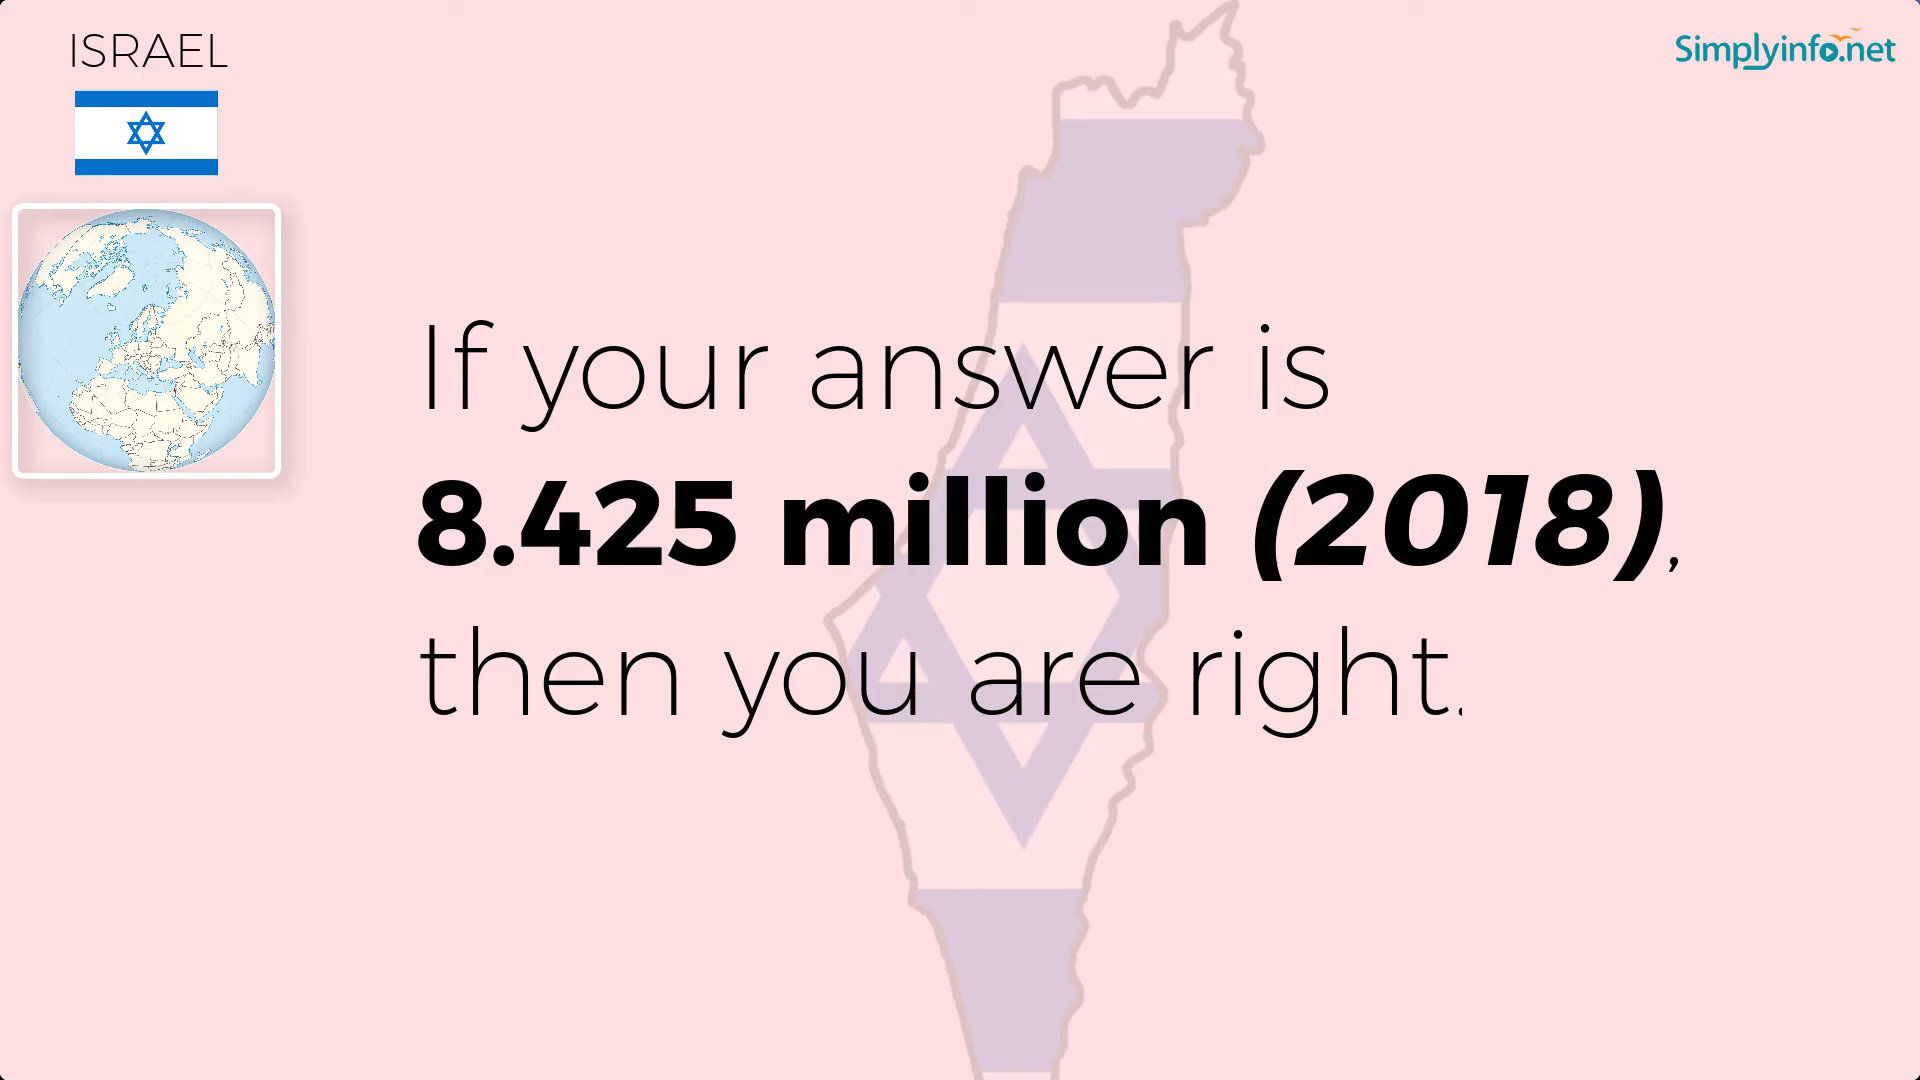 ISRAEL
Simplyinfo.net
If your answer is
8.425 million (2018),
then you are right.